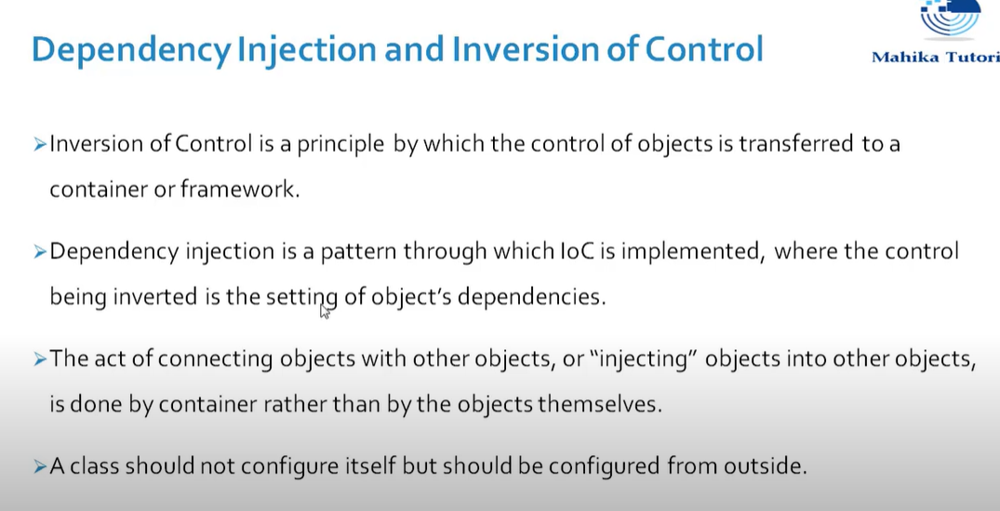 Dependency Injection and Inversion of Control
Mahika Tutori
➢Inversion of Control is a principle by which the control of objects is transferred to a
container or framework.
➢Dependency injection is a pattern through which IoC is implemented, where the control
being inverted is the setting of object’s dependencies.
➢The act of connecting objects with other objects, or “injecting” objects into other objects,
is done by container rather than by the objects themselves.
➢A class should not configure itself but should be configured from outside.